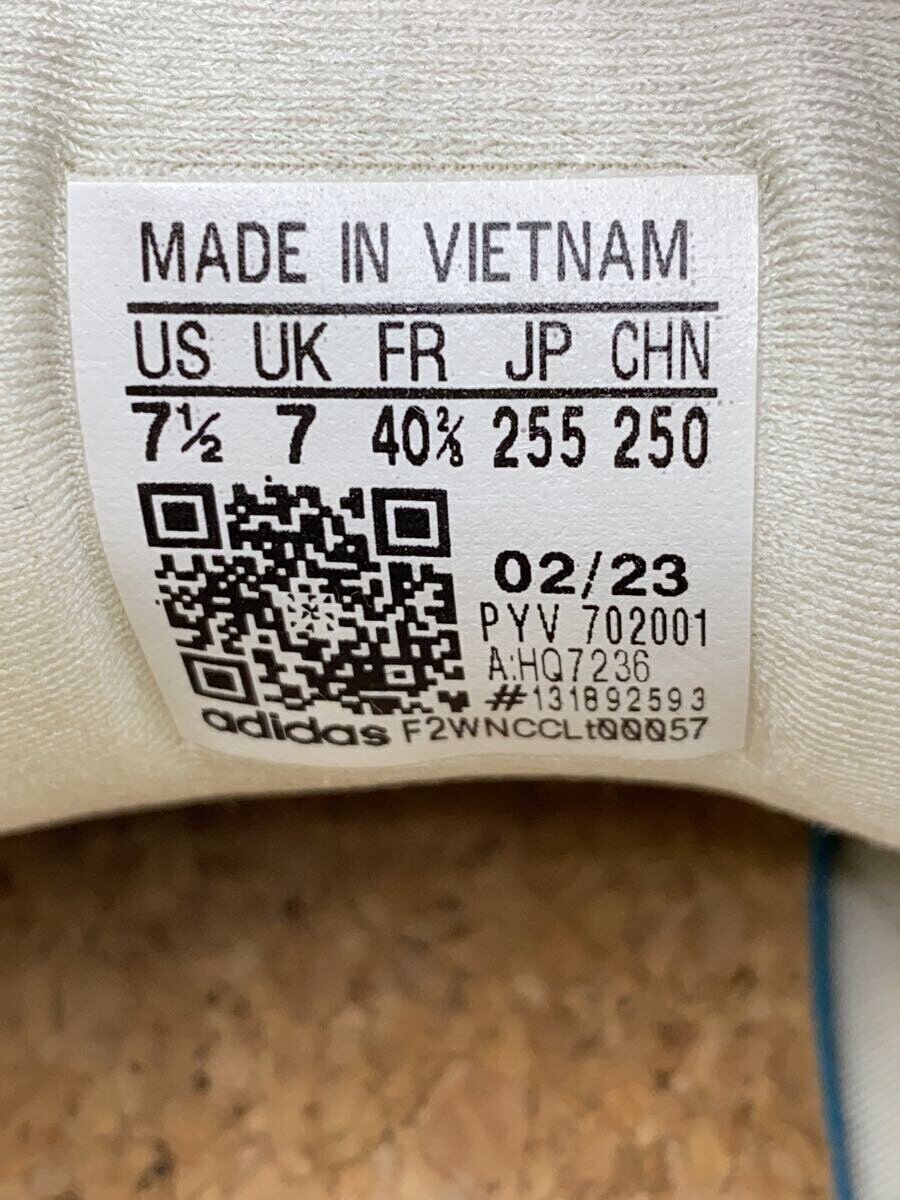 MADE IN VIETNAM
US UK FR JP CHN
7½ 7 40⅔ 255 250
02/23
PYV 702001
A:HQ7236
#131892593
adidas F2WNCCLt00057